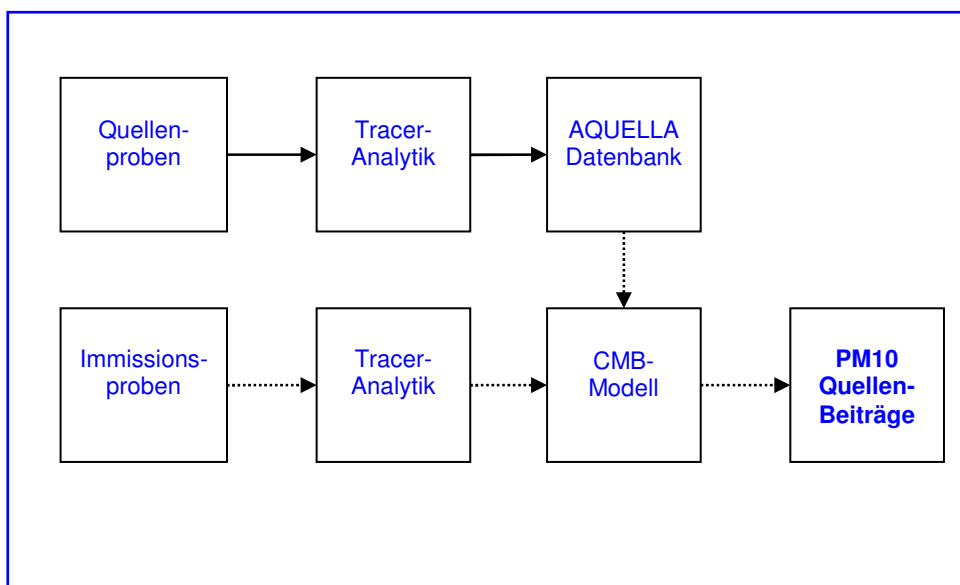 Quellen-
proben
Tracer-
Analytik
AQUELLA
Datenbank
Immissions-
proben
Tracer-
Analytik
CMB-
Modell
PM10
Quellen-
Beiträge